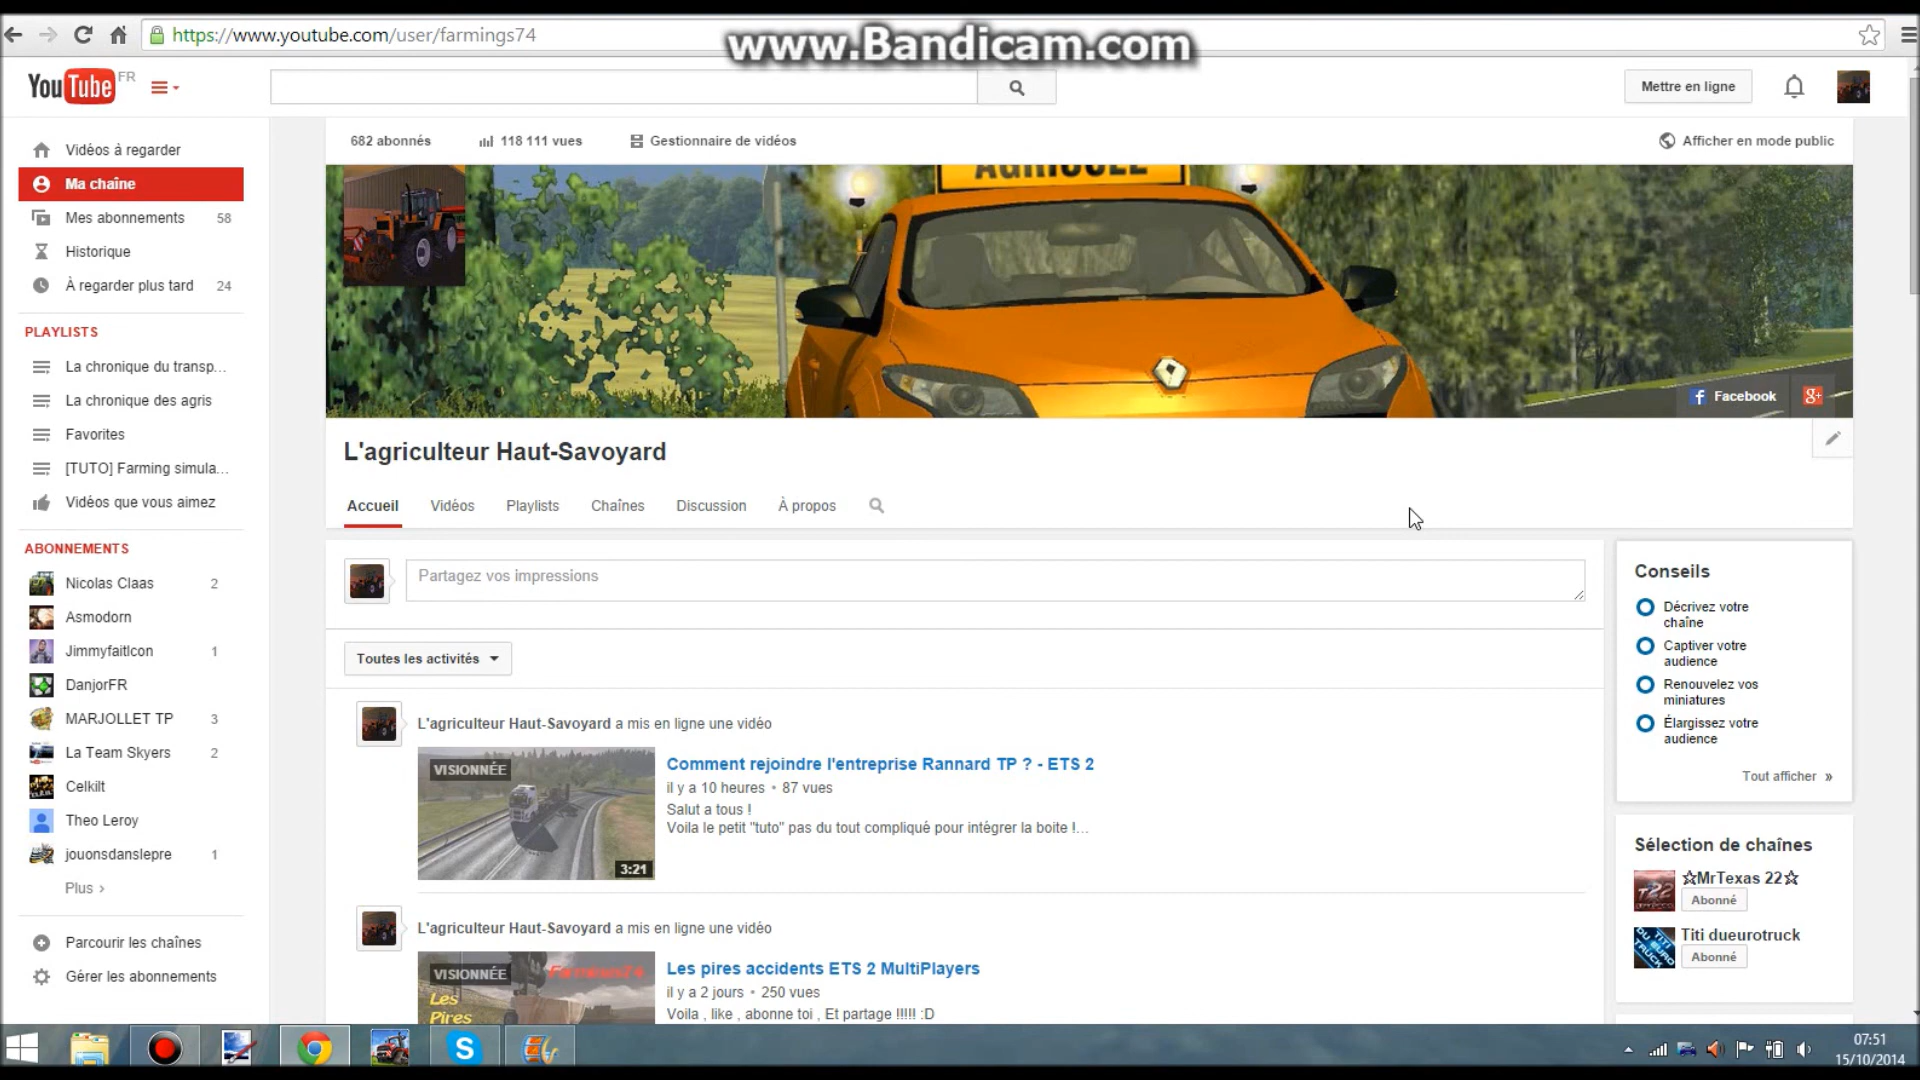 https://www.youtube.com/user/farmings74
www.Bandicam.com
YouTube FR
Mettre en ligne
682 abonnés
118 111 vues
Gestionnaire de vidéos
Afficher en mode public
Vidéos à regarder
Ma chaîne
Mes abonnements 58
Historique
À regarder plus tard 24
PLAYLISTS
La chronique du transp...
La chronique des agris
Favorites
[TUTO] Farming simula...
Vidéos que vous aimez
ABONNEMENTS
Nicolas Claas 2
Asmodorn
JimmyfaitIcon 1
DanjorFR
MARJOLLET TP 3
La Team Skyers 2
Celkilt
Theo Leroy
jouonsdanslepre 1
Plus ›
Parcourir les chaînes
Gérer les abonnements
AGRICOLE
Facebook
g+
L'agriculteur Haut-Savoyard
Accueil
Vidéos
Playlists
Chaînes
Discussion
À propos
Partagez vos impressions
Toutes les activités
L'agriculteur Haut-Savoyard a mis en ligne une vidéo
VISIONNÉE
3:21
Comment rejoindre l'entreprise Rannard TP ? - ETS 2
il y a 10 heures • 87 vues
Salut a tous !
Voila le petit "tuto" pas du tout compliqué pour intégrer la boite !...
L'agriculteur Haut-Savoyard a mis en ligne une vidéo
VISIONNÉE
Farmings74
Les
Pires
Les pires accidents ETS 2 MultiPlayers
il y a 2 jours • 250 vues
Voila , like , abonne toi , Et partage !!!!! :D
Conseils
Décrivez votre
chaîne
Captiver votre
audience
Renouvelez vos
miniatures
Élargissez votre
audience
Tout afficher »
Sélection de chaînes
☆MrTexas 22☆
Abonné
Titi dueurotruck
Abonné
07:51
15/10/2014